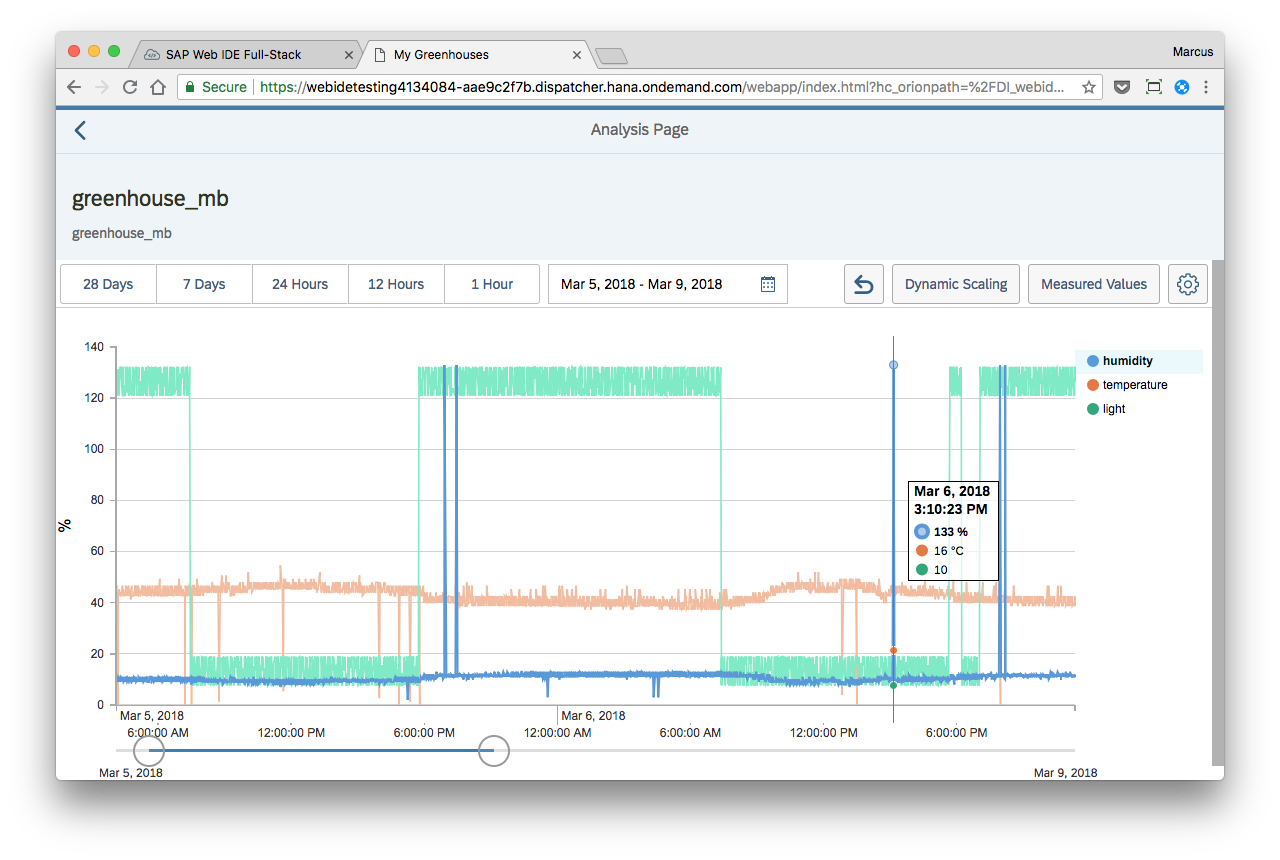 SAP Web IDE Full-Stack
My Greenhouses
Marcus
Secure
https://webidetesting4134084-aae9c2f7b.dispatcher.hana.ondemand.com/webapp/index.html?hc_orionpath=%2FDI_webid...
Analysis Page
greenhouse_mb
greenhouse_mb
28 Days
7 Days
24 Hours
12 Hours
1 Hour
Mar 5, 2018 - Mar 9, 2018
Dynamic Scaling
Measured Values
140
120
100
80
60
40
20
0
%
humidity
temperature
light
Mar 6, 2018
3:10:23 PM
133 %
16 °C
10
Mar 5, 2018
Mar 6, 2018
6:00:00 AM
12:00:00 PM
6:00:00 PM
12:00:00 AM
6:00:00 AM
12:00:00 PM
6:00:00 PM
Mar 5, 2018
Mar 9, 2018